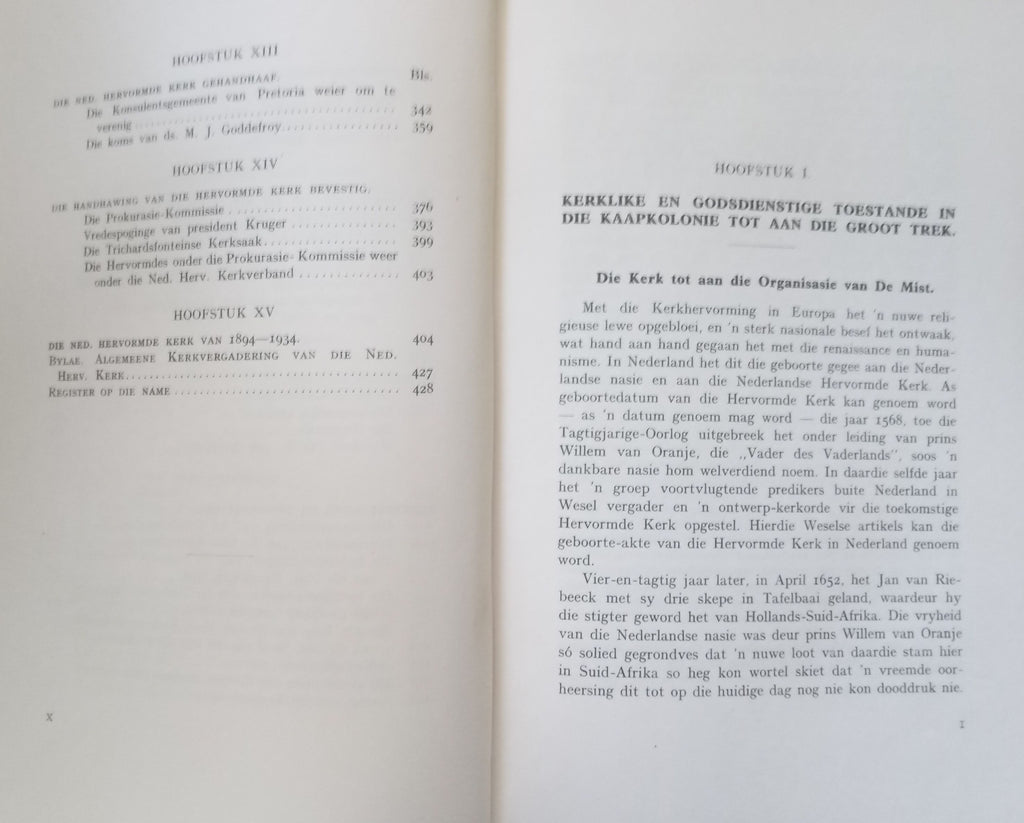 HOOFSTUK XIII
Bls.
DIE NED. HERVORMDE KERK GEHANDHAAF.
Die Konsulentsgemeente van Pretoria weier om te
verenig ........................................ 342
Die koms van ds. M. J. Goddefroy ................ 359
HOOFSTUK XIV
DIE HANDHAWING VAN DIE HERVORMDE KERK BEVESTIG.
Die Prokurasie-Kommissie ........................ 376
Vredespoginge van president Kruger .............. 393
Die Trichardsfonteinse Kerksaak .................. 399
Die Hervormdes onder die Prokurasie-Kommissie weer
onder die Ned. Herv. Kerkverband .............. 403
HOOFSTUK XV
DIE NED. HERVORMDE KERK VAN 1894—1934. 404
BYLAE. ALGEMEENE KERKVERGADERING VAN DIE NED.
HERV. KERK ........................................ 427
REGISTER OP DIE NAME .............................. 428
X
HOOFSTUK I.
KERKLIKE EN GODSDIENSTIGE TOESTANDE IN
DIE KAAPKOLONIE TOT AAN DIE GROOT TREK.
Die Kerk tot aan die Organisasie van De Mist.
Met die Kerkhervorming in Europa het 'n nuwe reli-
gieuse lewe opgebloei, en 'n sterk nasionale besef het ontwaak,
wat hand aan hand gegaan het met die renaissance en huma-
nisme. In Nederland het dit die geboorte gegee aan die Neder-
landse nasie en aan die Nederlandse Hervormde Kerk. As
geboortedatum van die Hervormde Kerk kan genoem word
— as 'n datum genoem mag word — die jaar 1568, toe die
Tagtigjarige-Oorlog uitgebreek het onder leiding van prins
Willem van Oranje, die „Vader des Vaderlands", soos 'n
dankbare nasie hom welverdiend noem. In daardie selfde jaar
het 'n groep voortvlugtende predikers buite Nederland in
Wesel vergader en 'n ontwerp-kerkorde vir die toekomstige
Hervormde Kerk opgestel. Hierdie Weselse artikels kan die
geboorte-akte van die Hervormde Kerk in Nederland genoem
word.
Vier-en-tagtig jaar later, in April 1652, het Jan van Rie-
beeck met sy drie skepe in Tafelbaai geland, waardeur hy
die stigter geword het van Hollands-Suid-Afrika. Die vryheid
van die Nederlandse nasie was deur prins Willem van Oranje
só solied gegrondves dat 'n nuwe loot van daardie stam hier
in Suid-Afrika so heg kon wortel skiet dat 'n vreemde oor-
heersing dit tot op die huidige dag nog nie kon dooddruk nie.
I